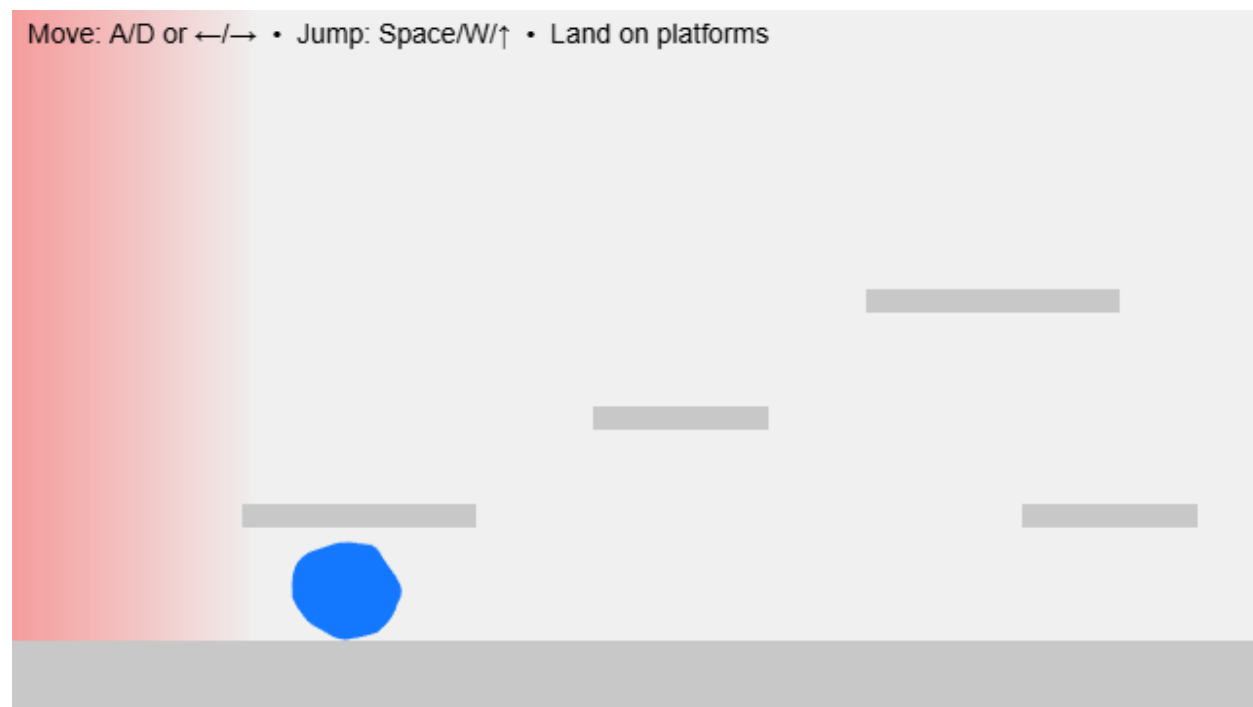 Move: A/D or ←/→ • Jump: Space/W/↑ • Land on platforms